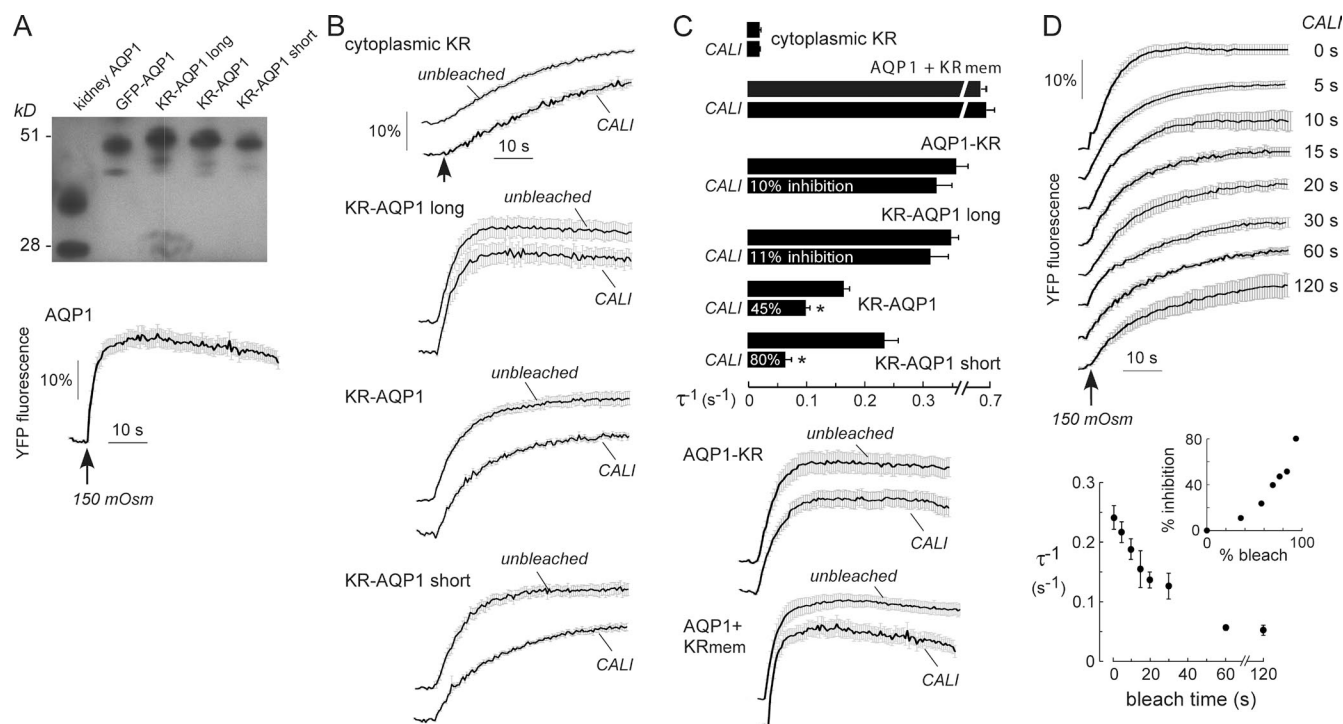 A
kidney AQP1
GFP-AQP1
KR-AQP1 long
KR-AQP1
KR-AQP1 short
kD
51 -
28 -
AQP1
10%
YFP fluorescence
10 s
150 mOsm
B
cytoplasmic KR
unbleached
10%
CALI
10 s
KR-AQP1 long
unbleached
CALI
KR-AQP1
unbleached
CALI
KR-AQP1 short
unbleached
CALI
C
cytoplasmic KR
CALI
AQP1 + KR mem
CALI
AQP1-KR
CALI 10% inhibition
KR-AQP1 long
CALI 11% inhibition
KR-AQP1
CALI 45% *
KR-AQP1 short
CALI 80% *
0 0.1 0.2 0.3 0.7
τ-1 (s-1)
AQP1-KR
unbleached
CALI
unbleached
AQP1+
KRmem
CALI
D
CALI
10%
0 s
5 s
10 s
15 s
20 s
30 s
60 s
120 s
YFP fluorescence
10 s
150 mOsm
80
40
0
% inhibition
0 100
% bleach
0.3
0.2
0.1
0
τ-1
(s-1)
0 20 40 60 120
bleach time (s)